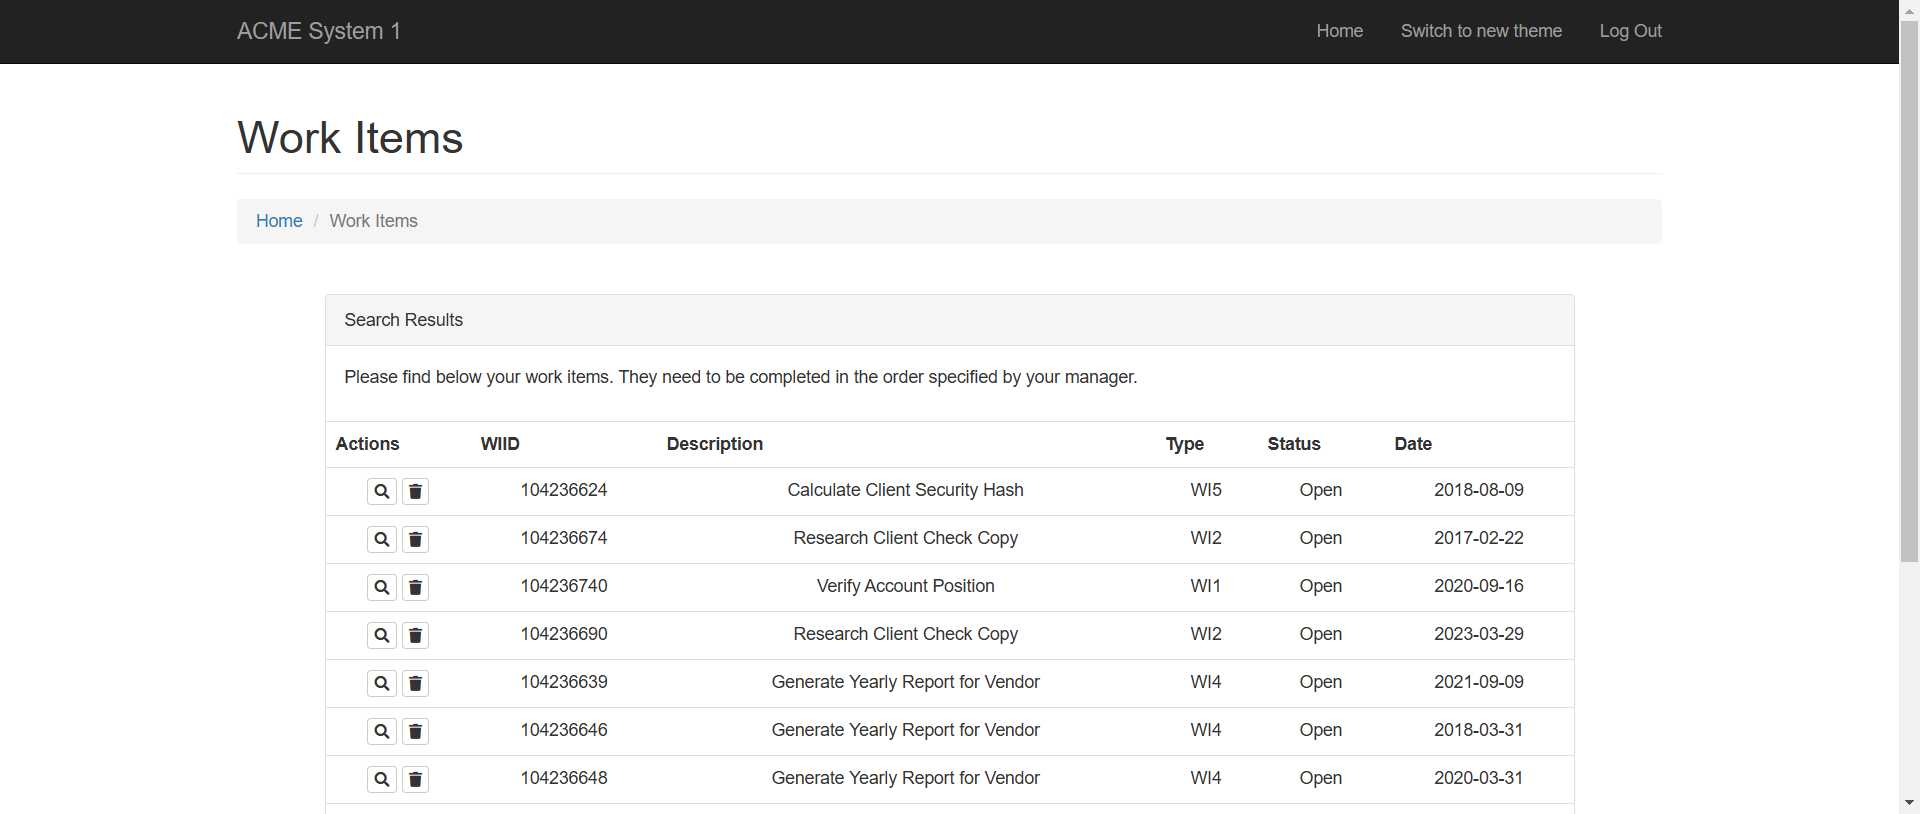 ACME System 1 Home Switch to new theme Log Out
Work Items
Home / Work Items
Search Results
Please find below your work items. They need to be completed in the order specified by your manager.
Actions WIID Description Type Status Date
104236624 Calculate Client Security Hash WI5 Open 2018-08-09
104236674 Research Client Check Copy WI2 Open 2017-02-22
104236740 Verify Account Position WI1 Open 2020-09-16
104236690 Research Client Check Copy WI2 Open 2023-03-29
104236639 Generate Yearly Report for Vendor WI4 Open 2021-09-09
104236646 Generate Yearly Report for Vendor WI4 Open 2018-03-31
104236648 Generate Yearly Report for Vendor WI4 Open 2020-03-31